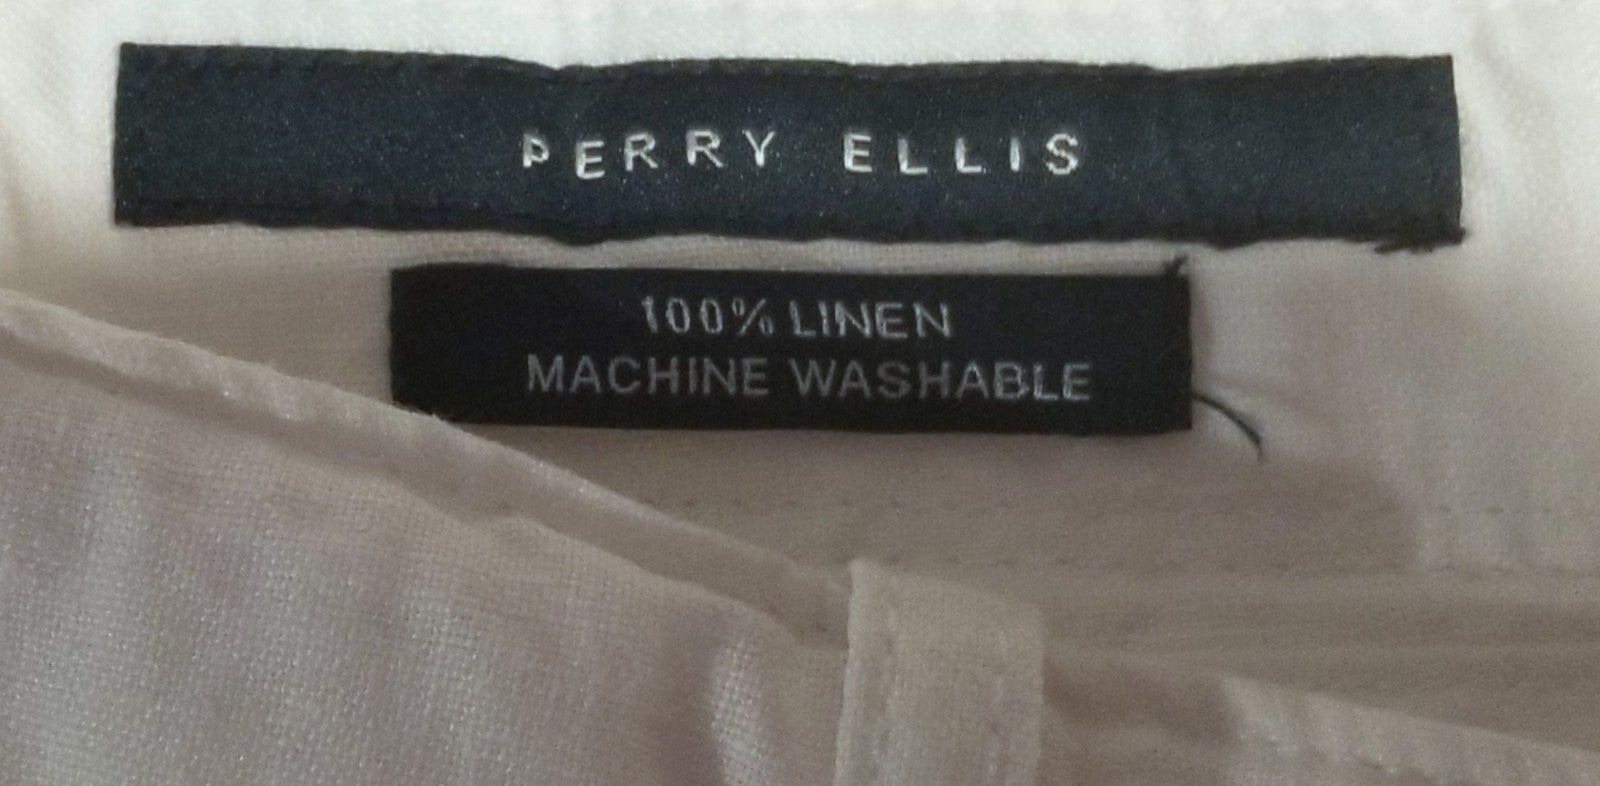 PERRY ELLIS
100% LINEN
MACHINE WASHABLE